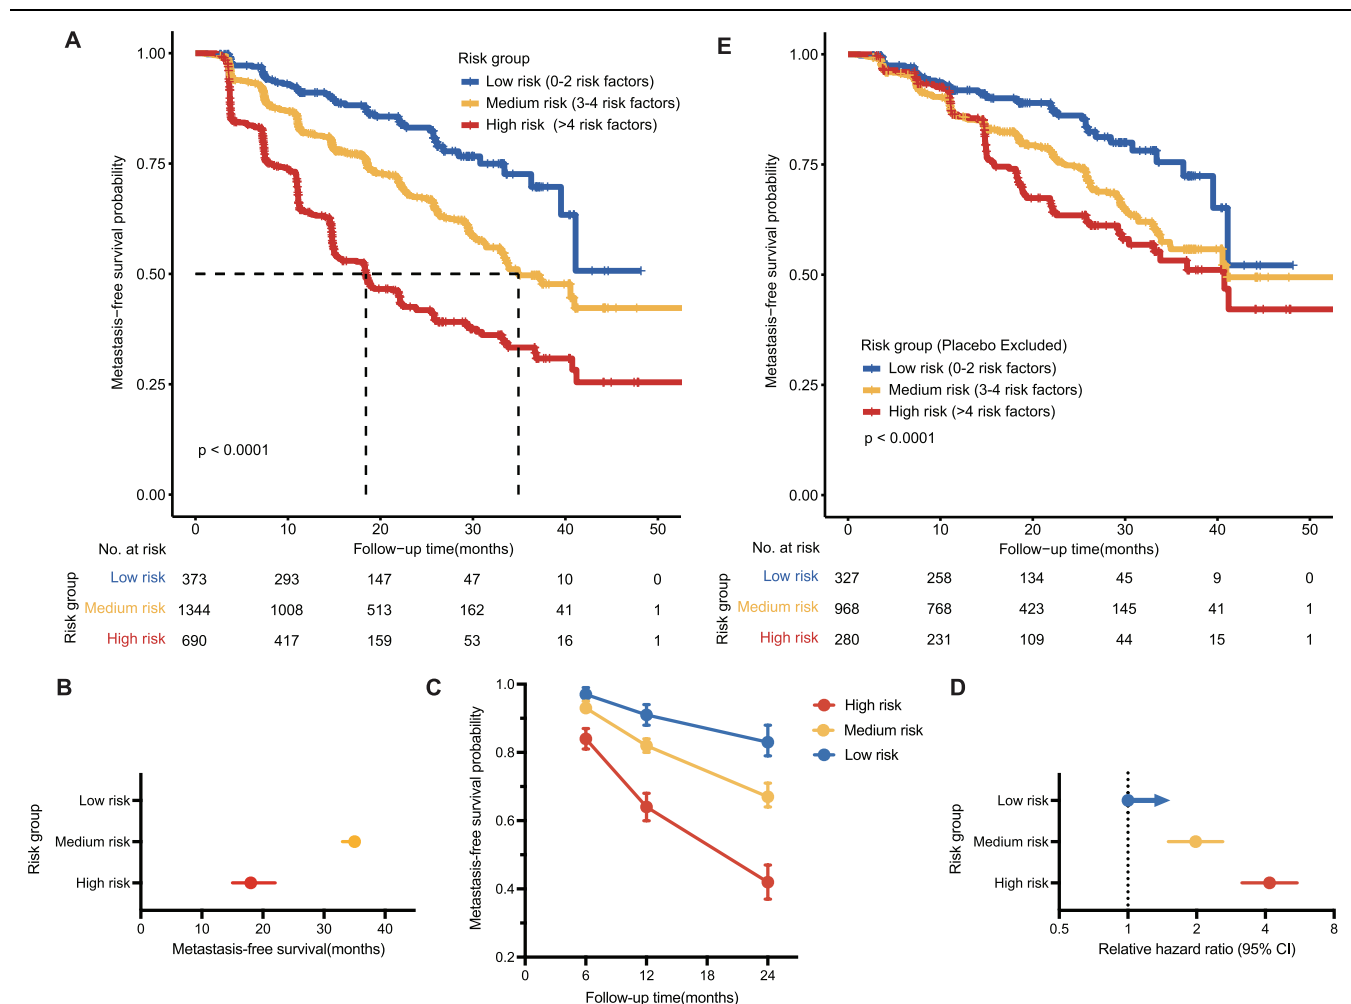 A
1.00
0.75
0.50
0.25
0.00
Metastasis-free survival probability
Risk group
Low risk (0-2 risk factors)
Medium risk (3-4 risk factors)
High risk (>4 risk factors)
p < 0.0001
0 10 20 30 40 50
No. at risk
Follow-up time(months)
Risk group
Low risk 373 293 147 47 10 0
Medium risk 1344 1008 513 162 41 1
High risk 690 417 159 53 16 1
E
1.00
0.75
0.50
0.25
0.00
Metastasis-free survival probability
Risk group (Placebo Excluded)
Low risk (0-2 risk factors)
Medium risk (3-4 risk factors)
High risk (>4 risk factors)
p < 0.0001
0 10 20 30 40 50
No. at risk
Follow-up time(months)
Risk group
Low risk 327 258 134 45 9 0
Medium risk 968 768 423 145 41 1
High risk 280 231 109 44 15 1
B
Risk group
Low risk
Medium risk
High risk
0 10 20 30 40
Metastasis-free survival(months)
C
Metastasis-free survival probability
1.0
0.8
0.6
0.4
0.2
0 6 12 18 24
Follow-up time(months)
High risk
Medium risk
Low risk
D
Risk group
Low risk
Medium risk
High risk
0.5 1 2 4 8
Relative hazard ratio (95% CI)